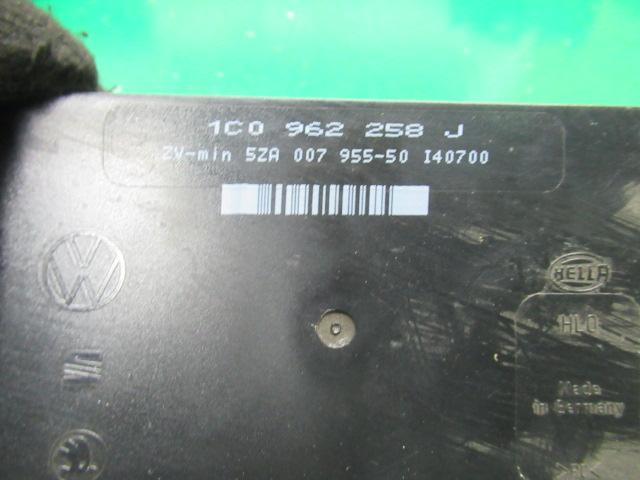 1C0 962 258 J
ZV-min 5ZA 007 955-50 I40700
HELLA
HLO
Made
in Germany